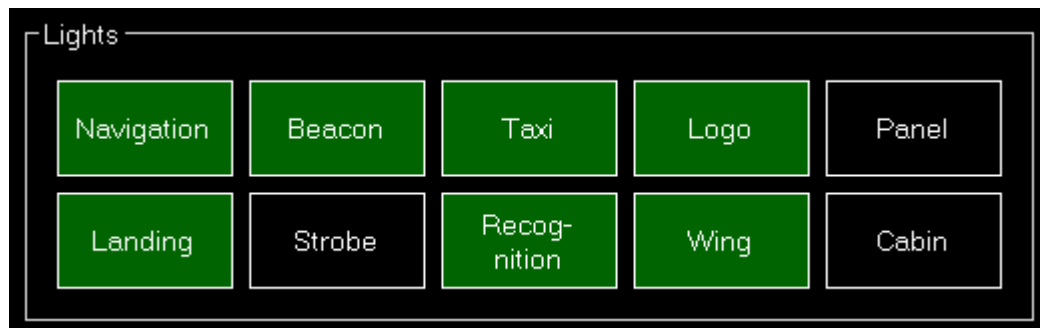 Lights
Navigation
Beacon
Taxi
Logo
Panel
Landing
Strobe
Recog-
nition
Wing
Cabin